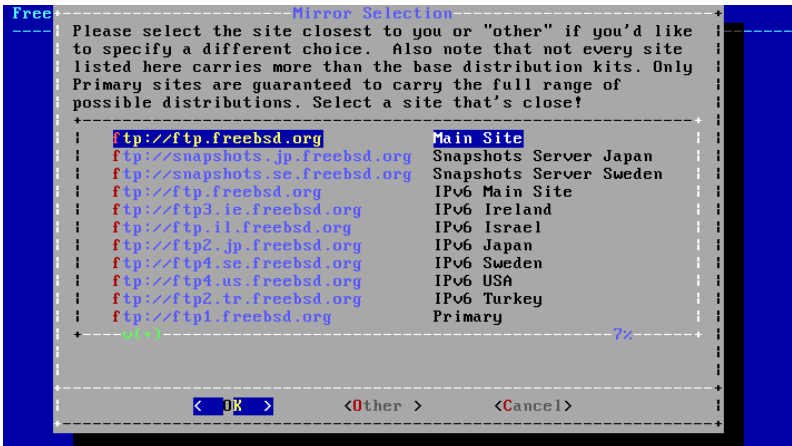 Free
Mirror Selection
Please select the site closest to you or "other" if you'd like
to specify a different choice.  Also note that not every site
listed here carries more than the base distribution kits. Only
Primary sites are guaranteed to carry the full range of
possible distributions. Select a site that's close!
ftp://ftp.freebsd.org Main Site
ftp://snapshots.jp.freebsd.org Snapshots Server Japan
ftp://snapshots.se.freebsd.org Snapshots Server Sweden
ftp://ftp.freebsd.org IPv6 Main Site
ftp://ftp3.ie.freebsd.org IPv6 Ireland
ftp://ftp.il.freebsd.org IPv6 Israel
ftp://ftp2.jp.freebsd.org IPv6 Japan
ftp://ftp4.se.freebsd.org IPv6 Sweden
ftp://ftp4.us.freebsd.org IPv6 USA
ftp://ftp2.tr.freebsd.org IPv6 Turkey
ftp://ftp1.freebsd.org Primary
v(+) 7%
< OK > <Other > <Cancel>